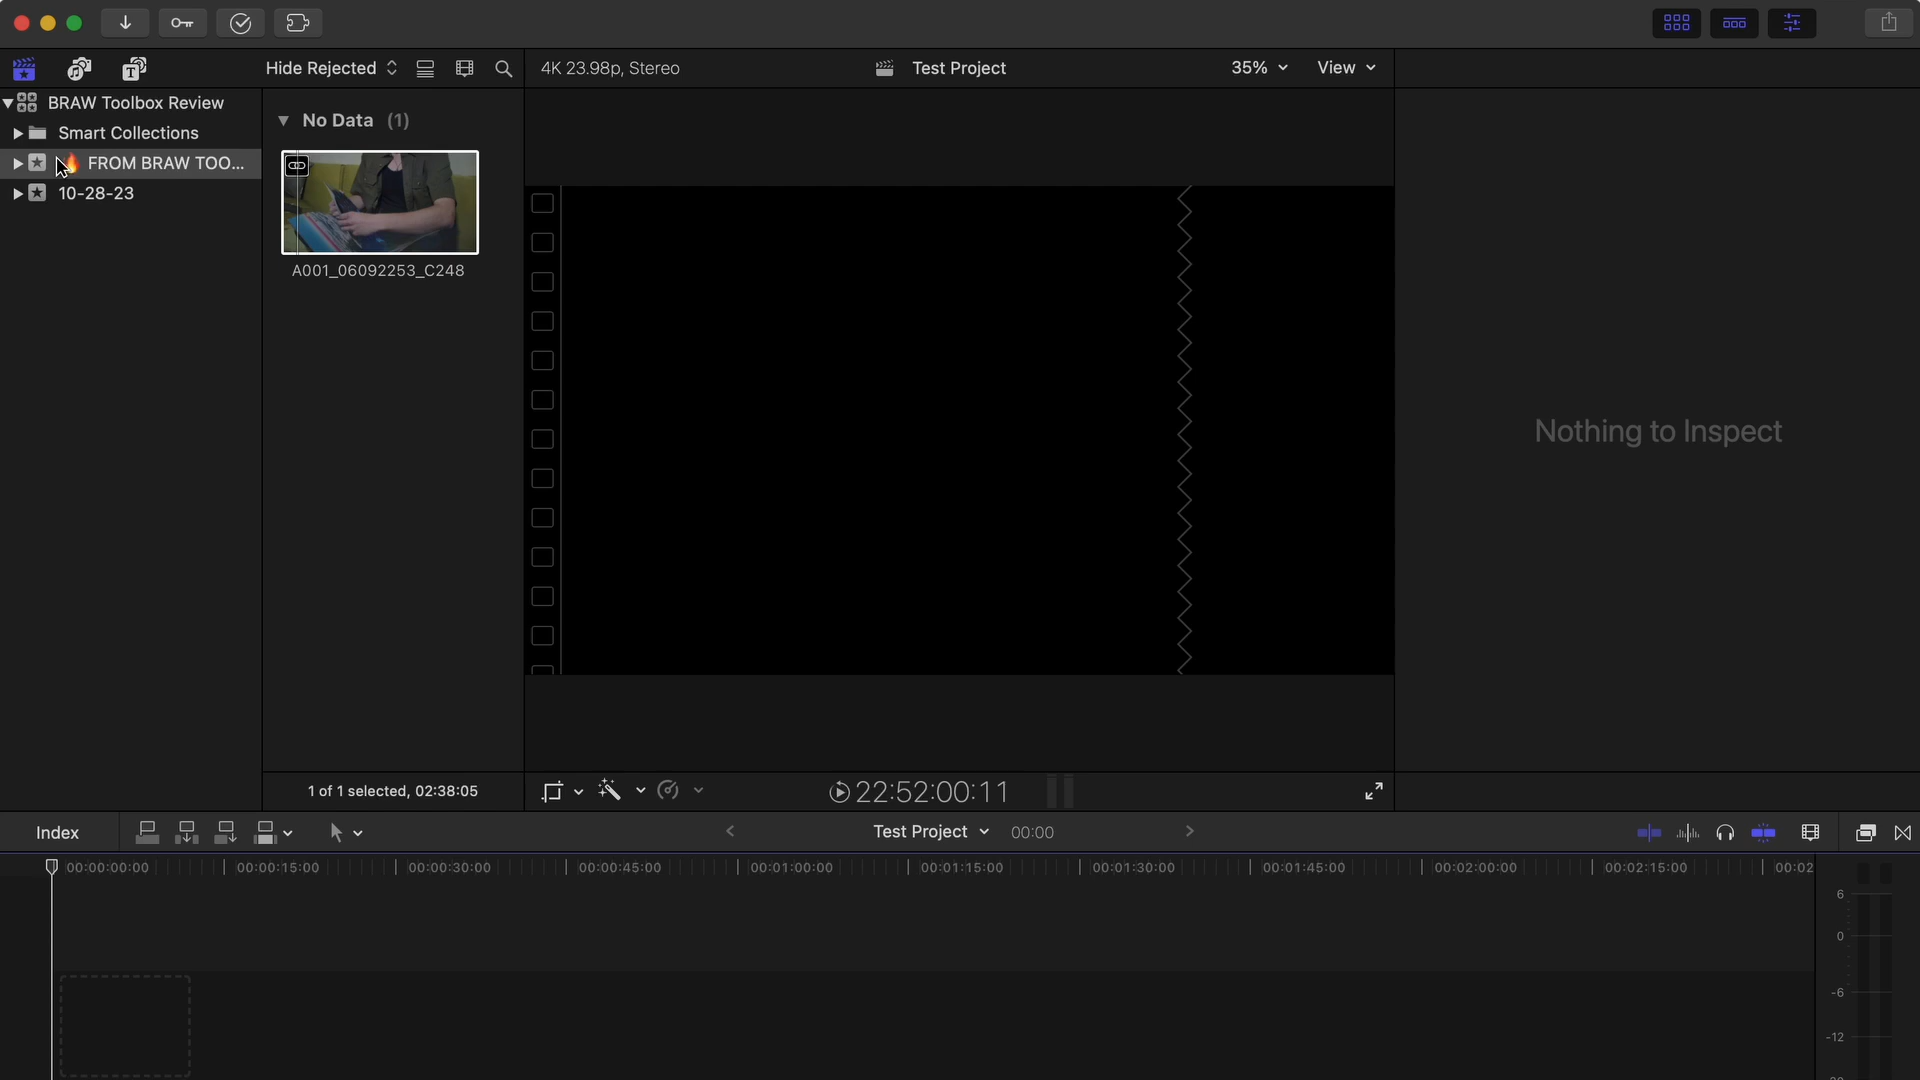 Hide Rejected
4K 23.98p, Stereo
Test Project
35%
View
BRAW Toolbox Review
Smart Collections
🔥 FROM BRAW TOO...
10-28-23
No Data (1)
A001_06092253_C248
Nothing to Inspect
1 of 1 selected, 02:38:05
22:52:00:11
Index
Test Project
00:00
00:00:00:00
00:00:15:00
00:00:30:00
00:00:45:00
00:01:00:00
00:01:15:00
00:01:30:00
00:01:45:00
00:02:00:00
00:02:15:00
00:02
6
0
-6
-12